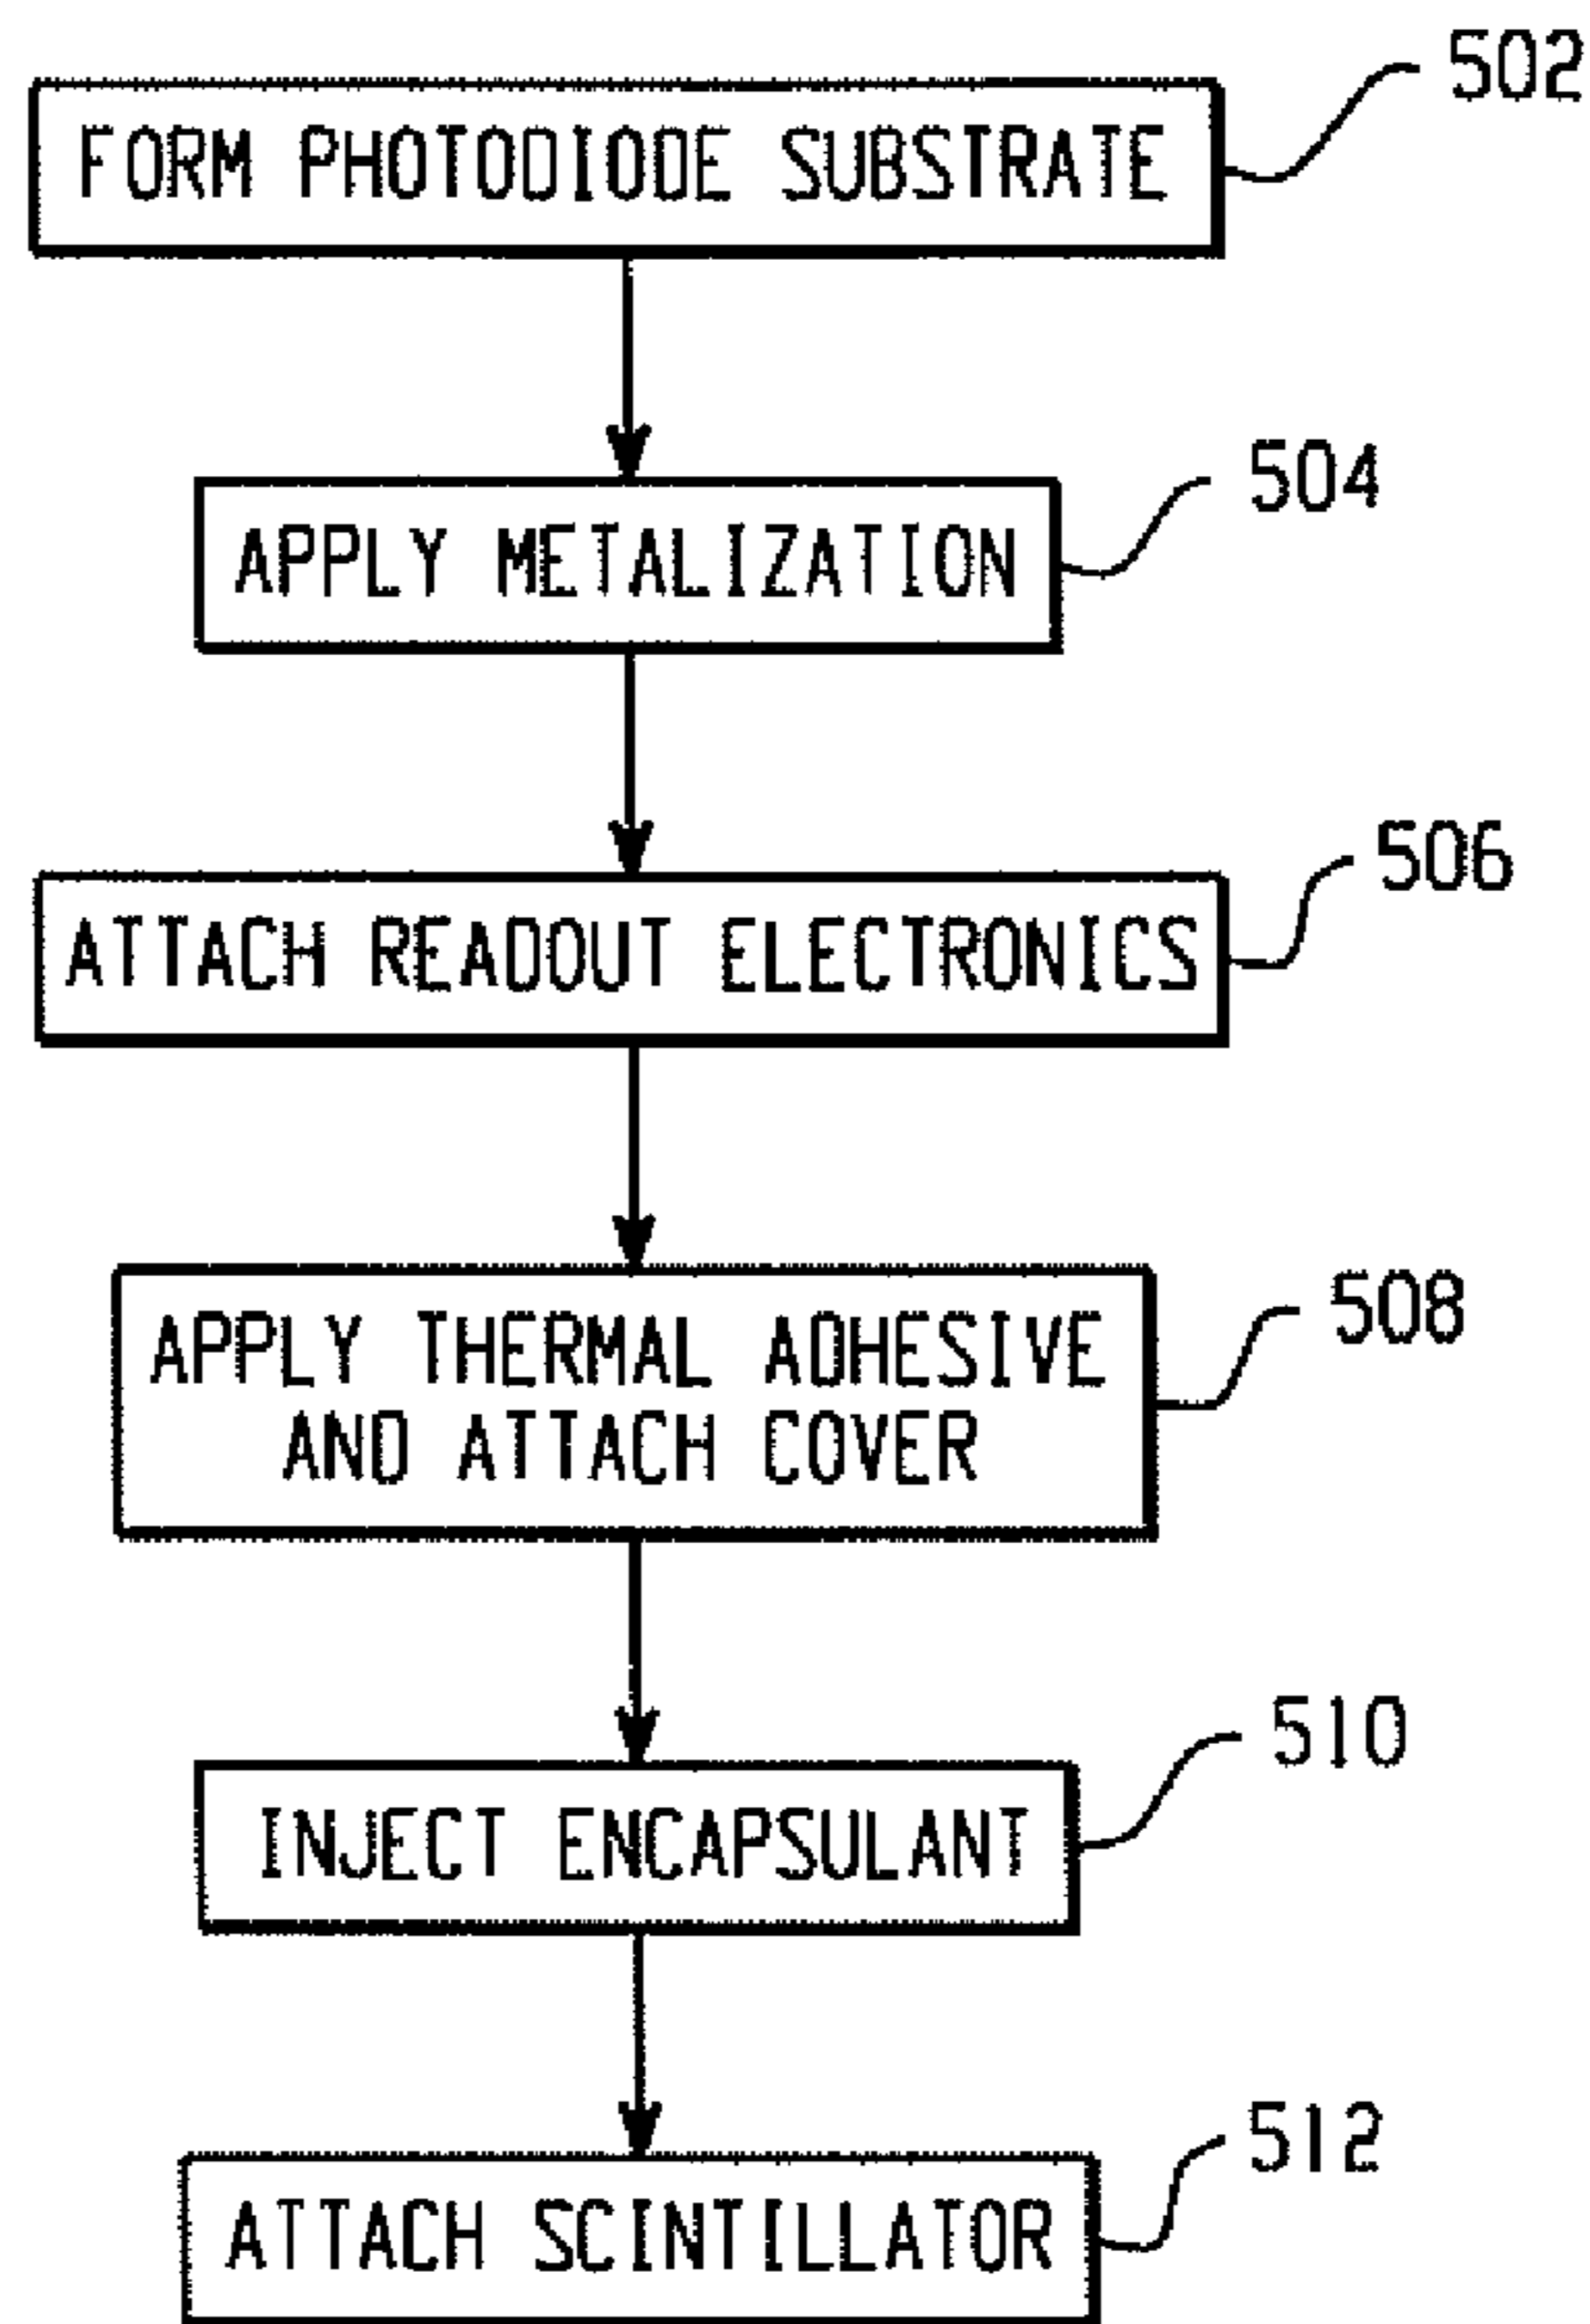 502
FORM PHOTODIODE SUBSTRATE
504
APPLY METALIZATION
506
ATTACH READOUT ELECTRONICS
508
APPLY THERMAL ADHESIVE
AND ATTACH COVER
510
INJECT ENCAPSULANT
512
ATTACH SCINTILLATOR